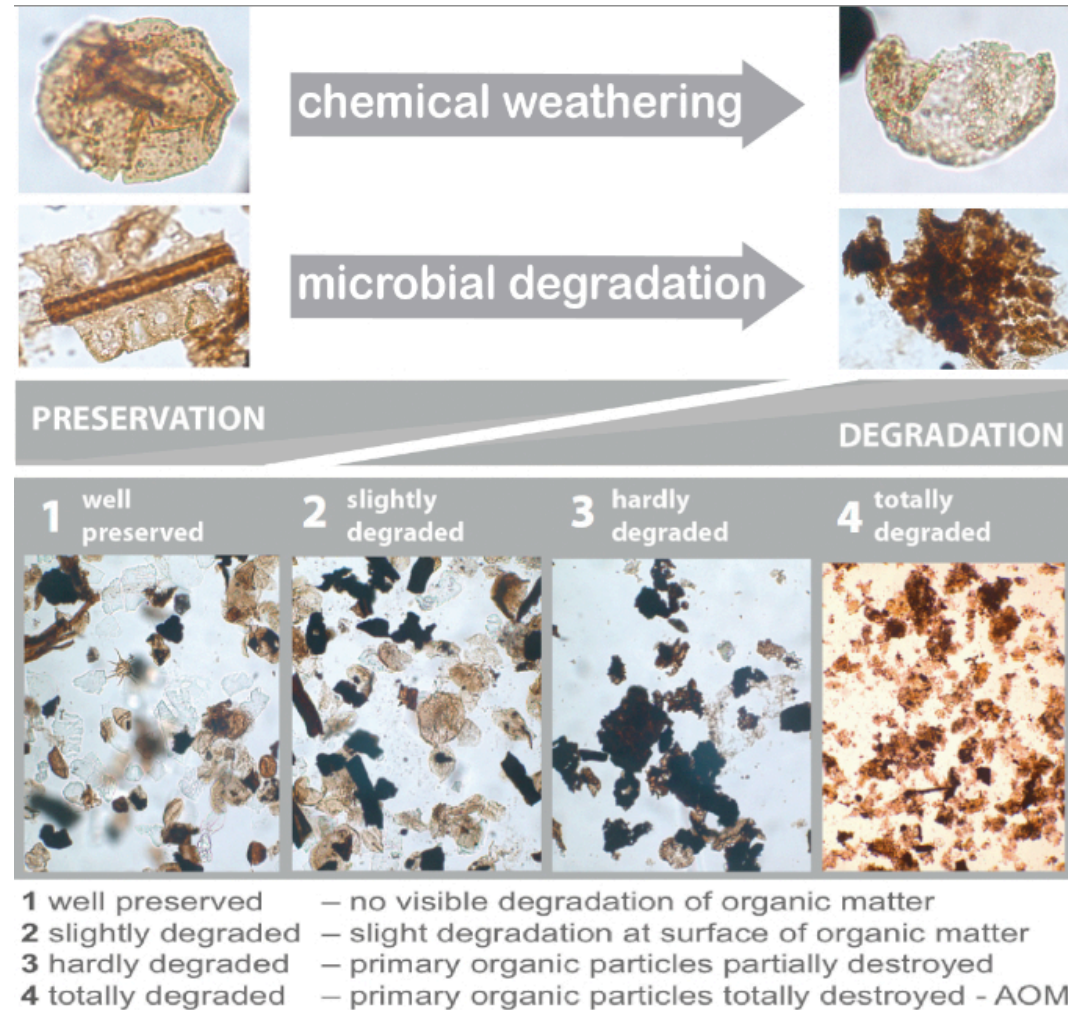 chemical weathering
microbial degradation
PRESERVATION
DEGRADATION
1 well
preserved
2 slightly
degraded
3 hardly
degraded
4 totally
degraded
1 well preserved – no visible degradation of organic matter
2 slightly degraded – slight degradation at surface of organic matter
3 hardly degraded – primary organic particles partially destroyed
4 totally degraded – primary organic particles totally destroyed - AOM